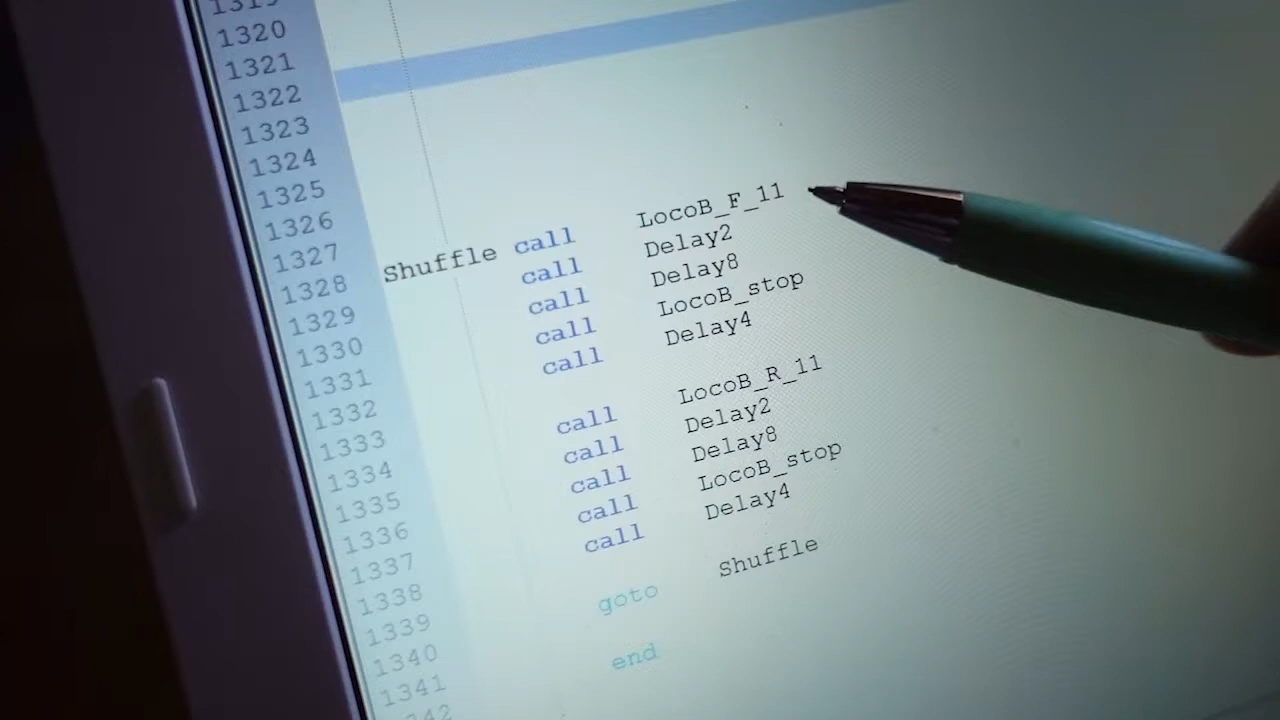 1319
1320
1321
1322
1323
1324
1325
1326
1327
1328 Shuffle call LocoB_F_11
1329 call Delay2
1330 call Delay8
1331 call LocoB_stop
1332 call Delay4
1333
1334 call LocoB_R_11
1335 call Delay2
1336 call Delay8
1337 call LocoB_stop
1338 call Delay4
1339
1340 goto Shuffle
1341
342 end